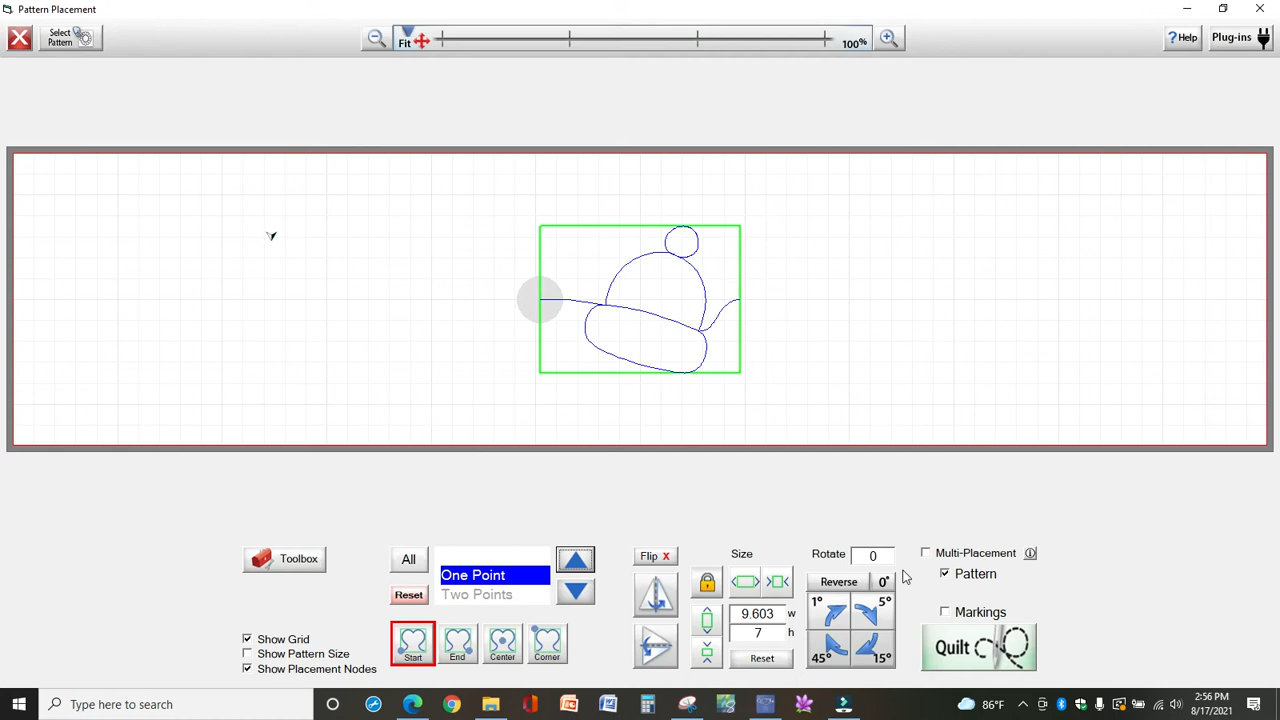 Pattern Placement
Select Pattern
Fit
100%
?Help
Plug-ins
Toolbox
All
Reset
One Point
Two Points
Show Grid
Show Pattern Size
Show Placement Nodes
Start
End
Center
Corner
Flip x
Size
9.603 w
7 h
Reset
Rotate 0
Reverse 0°
1° 5°
45° 15°
Multi-Placement
Pattern
Markings
Quilt
Type here to search
86°F
2:56 PM
8/17/2021